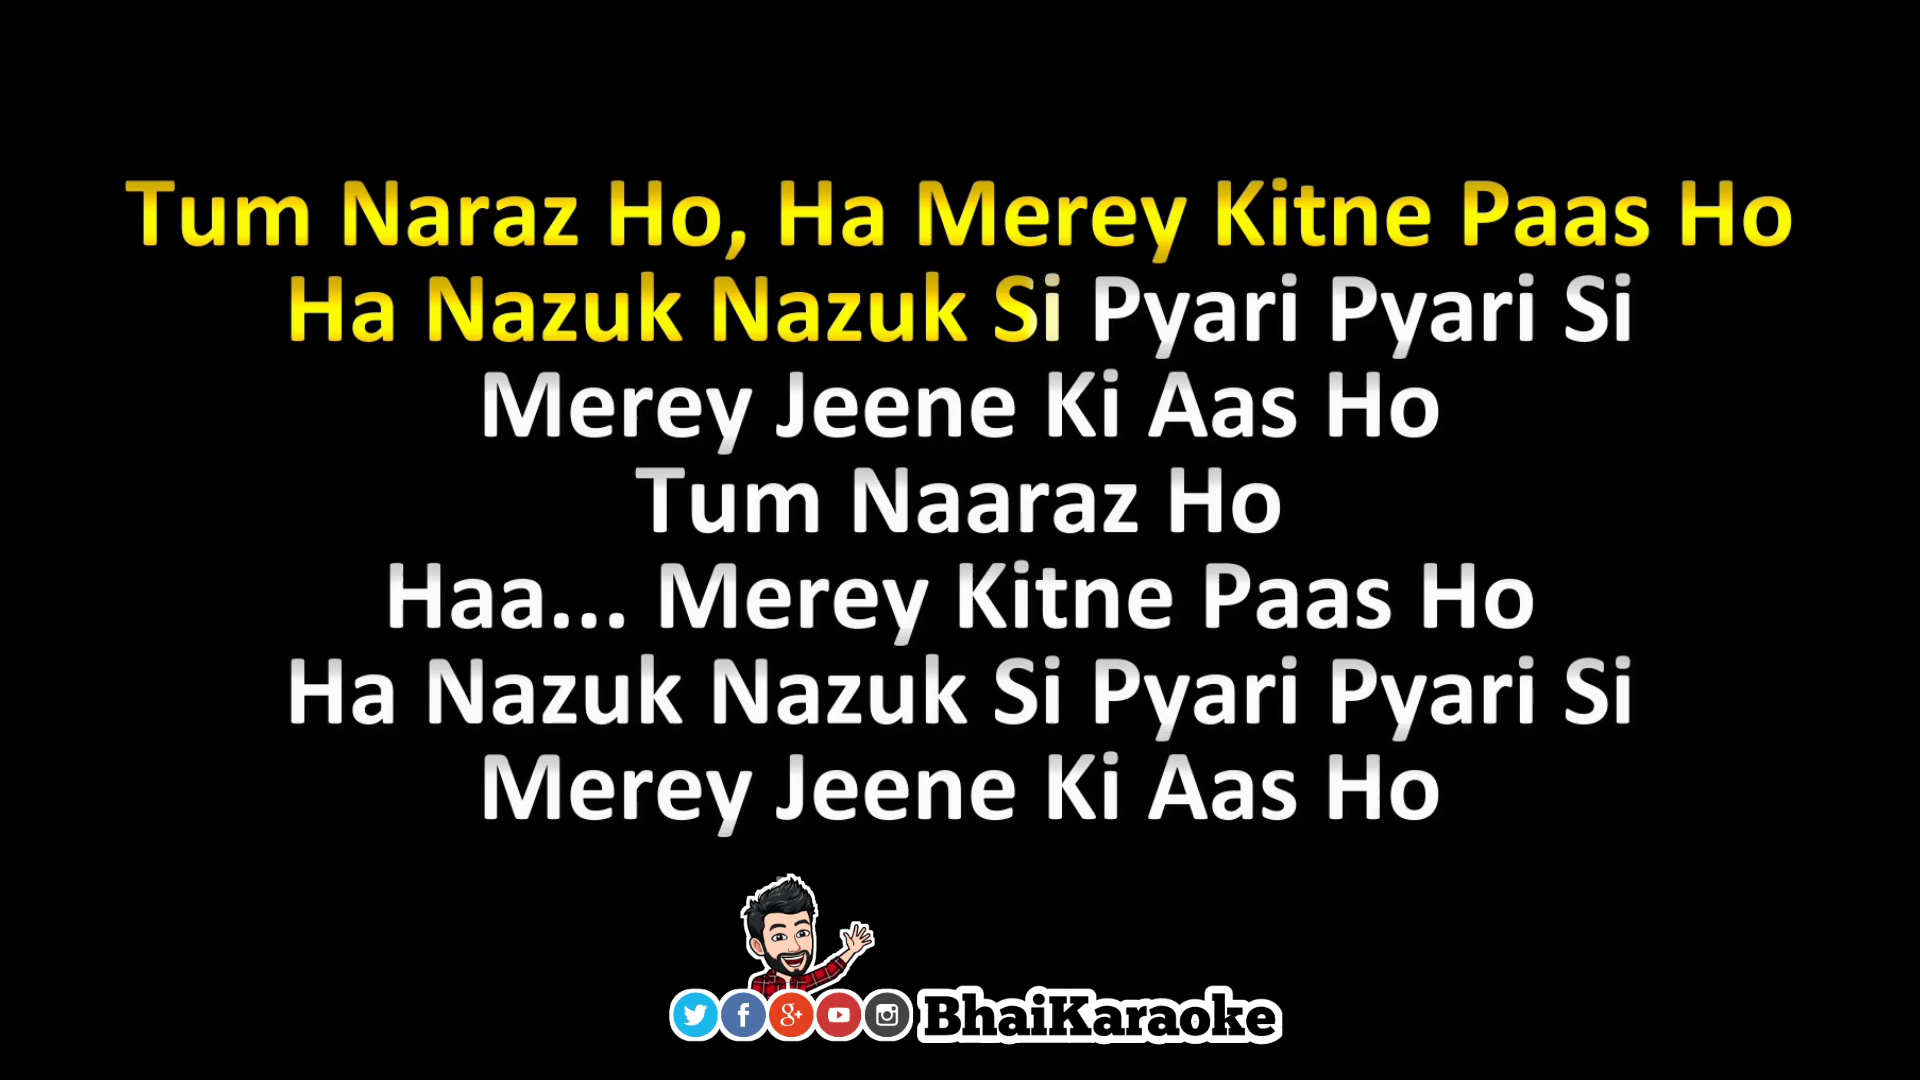 Tum Naraz Ho, Ha Merey Kitne Paas Ho
Ha Nazuk Nazuk Si Pyari Pyari Si
Merey Jeene Ki Aas Ho
Tum Naaraz Ho
Haa... Merey Kitne Paas Ho
Ha Nazuk Nazuk Si Pyari Pyari Si
Merey Jeene Ki Aas Ho
BhaiKaraoke